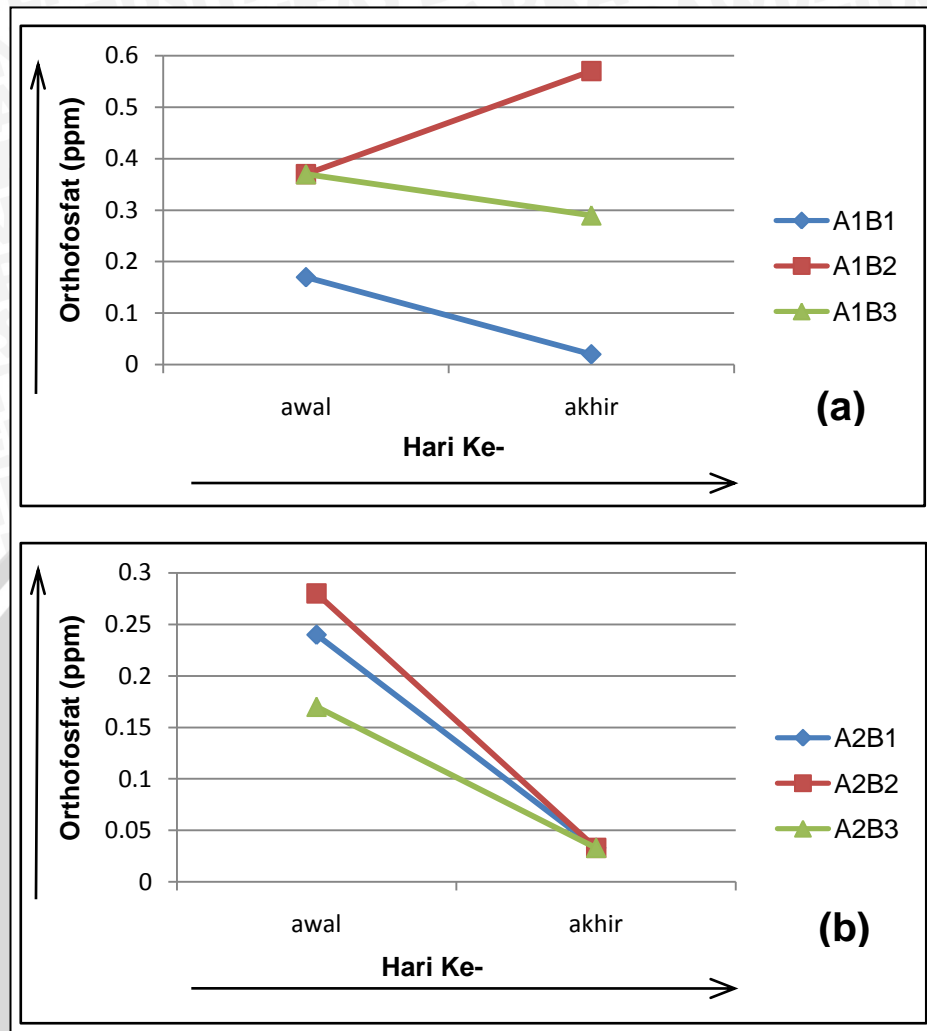 0.6
0.5
0.4
0.3
0.2
0.1
0
Orthofosfat (ppm)
awal akhir
Hari Ke-
A1B1
A1B2
A1B3
(a)
0.3
0.25
0.2
0.15
0.1
0.05
0
Orthofosfat (ppm)
awal akhir
Hari Ke-
A2B1
A2B2
A2B3
(b)